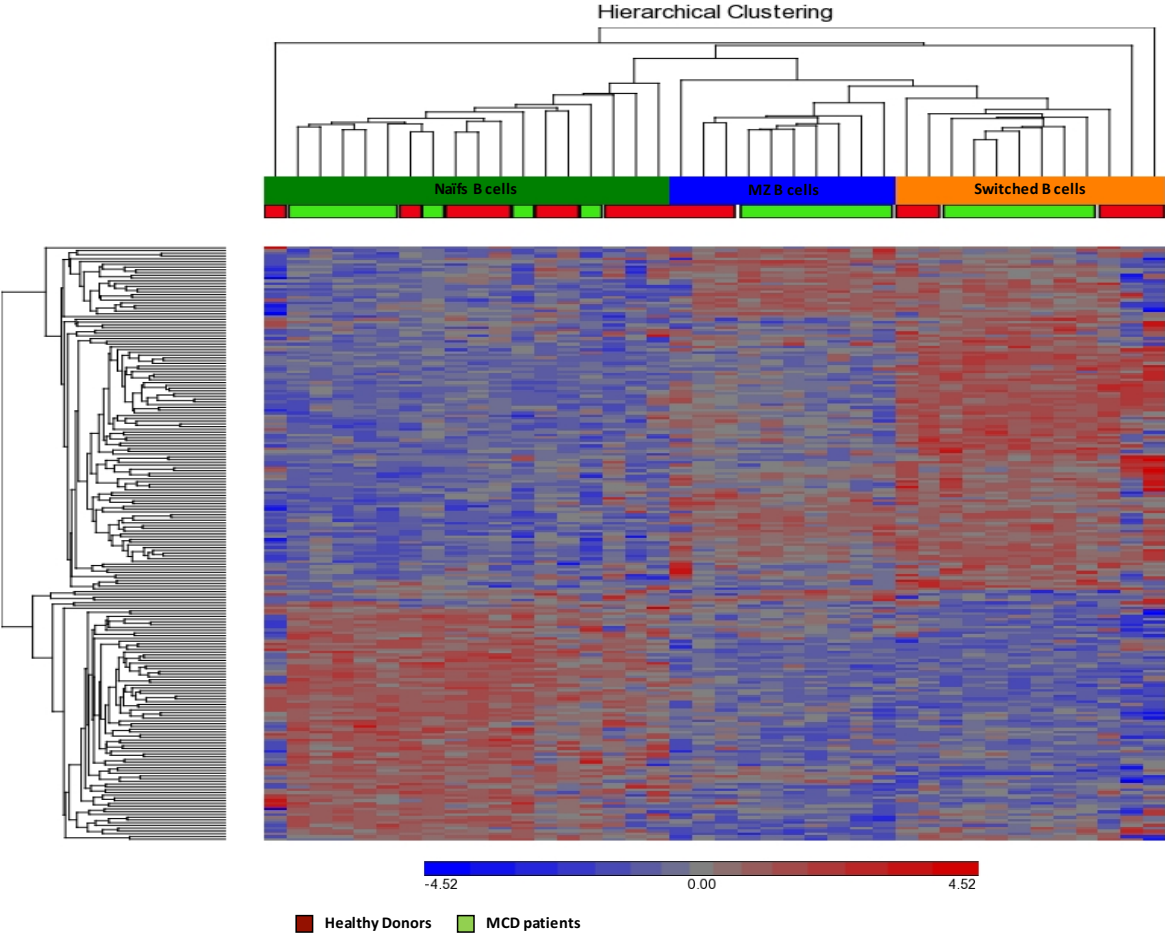 Hierarchical Clustering
Naïfs B cells
MZ B cells
Switched B cells
-4.52
0.00
4.52
Healthy Donors
MCD patients